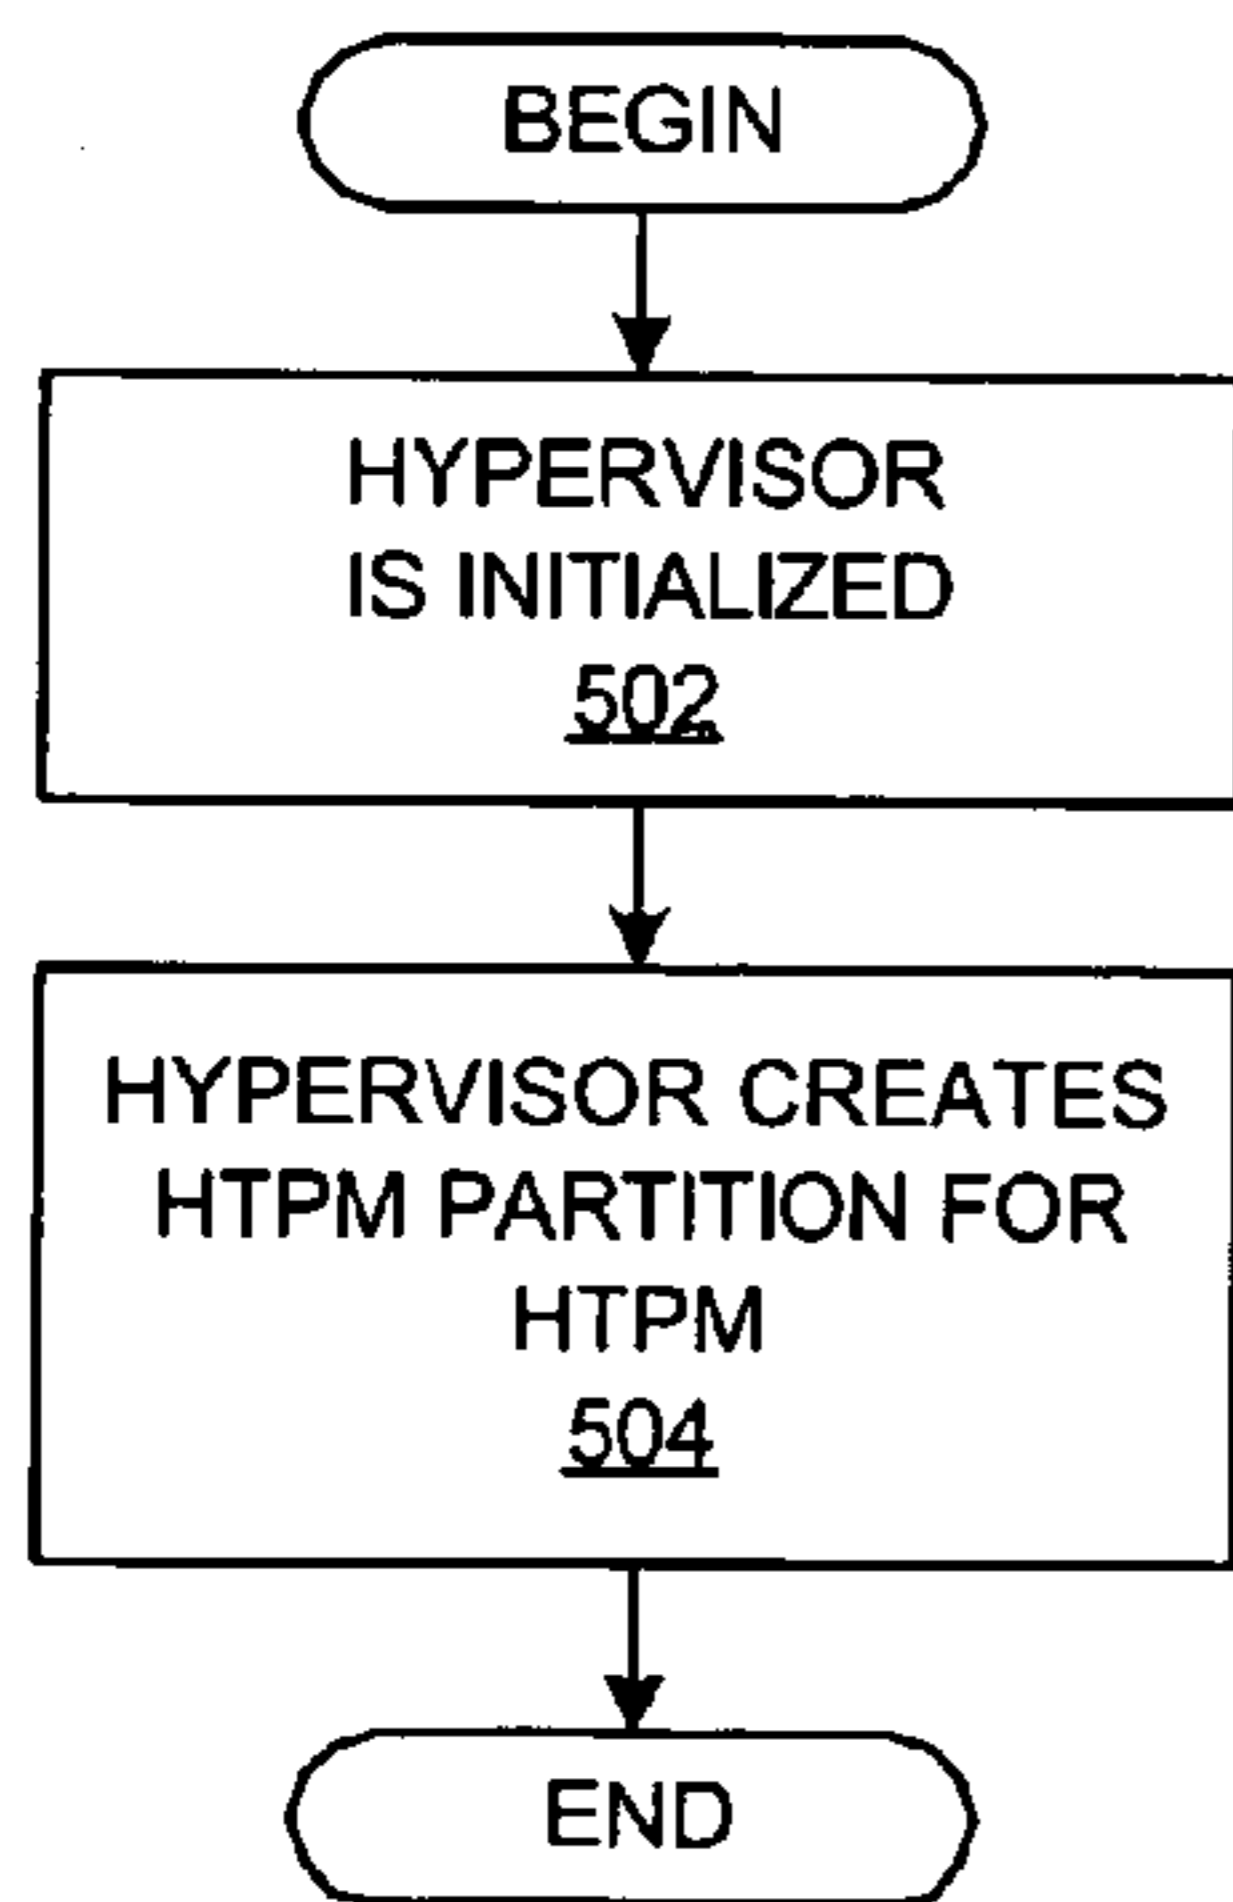 BEGIN
HYPERVISOR
IS INITIALIZED
502
HYPERVISOR CREATES
HTPM PARTITION FOR
HTPM
504
END